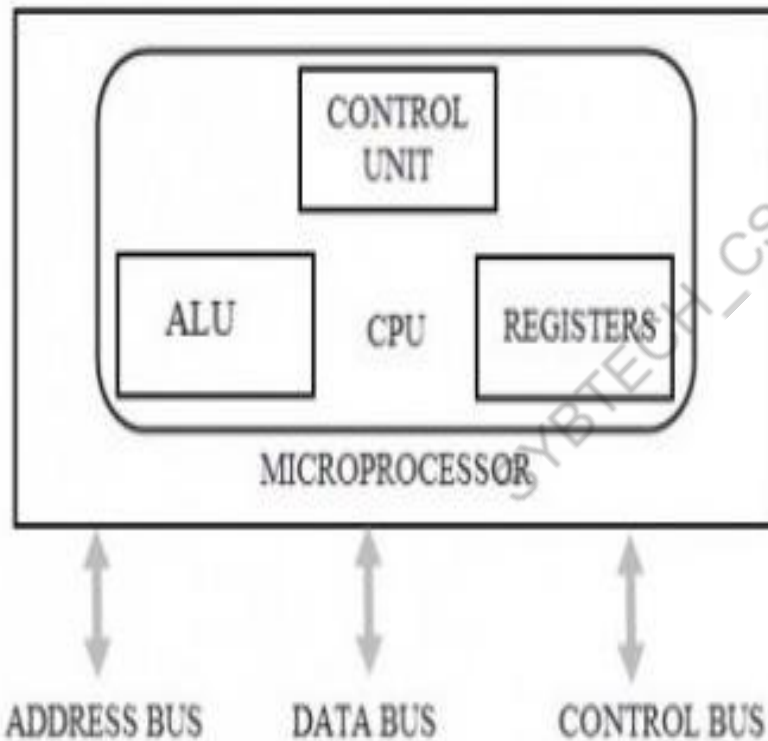 CONTROL
UNIT
ALU
CPU
REGISTERS
MICROPROCESSOR
ADDRESS BUS
DATA BUS
CONTROL BUS